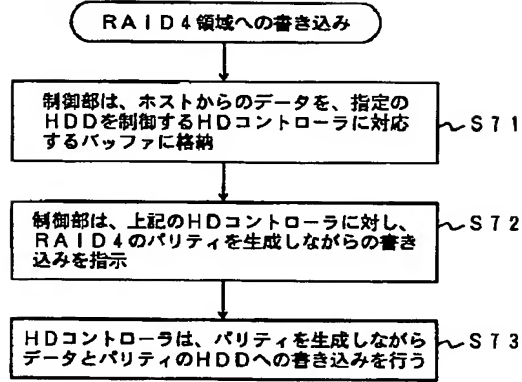 RAID4領域への書き込み
制御部は、ホストからのデータを、指定の
HDDを制御するHDコントローラに対応
するバッファに格納
S71
制御部は、上記のHDコントローラに対し、
RAID4のパリティを生成しながらの書き
込みを指示
S72
HDコントローラは、パリティを生成しながら
データとパリティのHDDへの書き込みを行う
S73